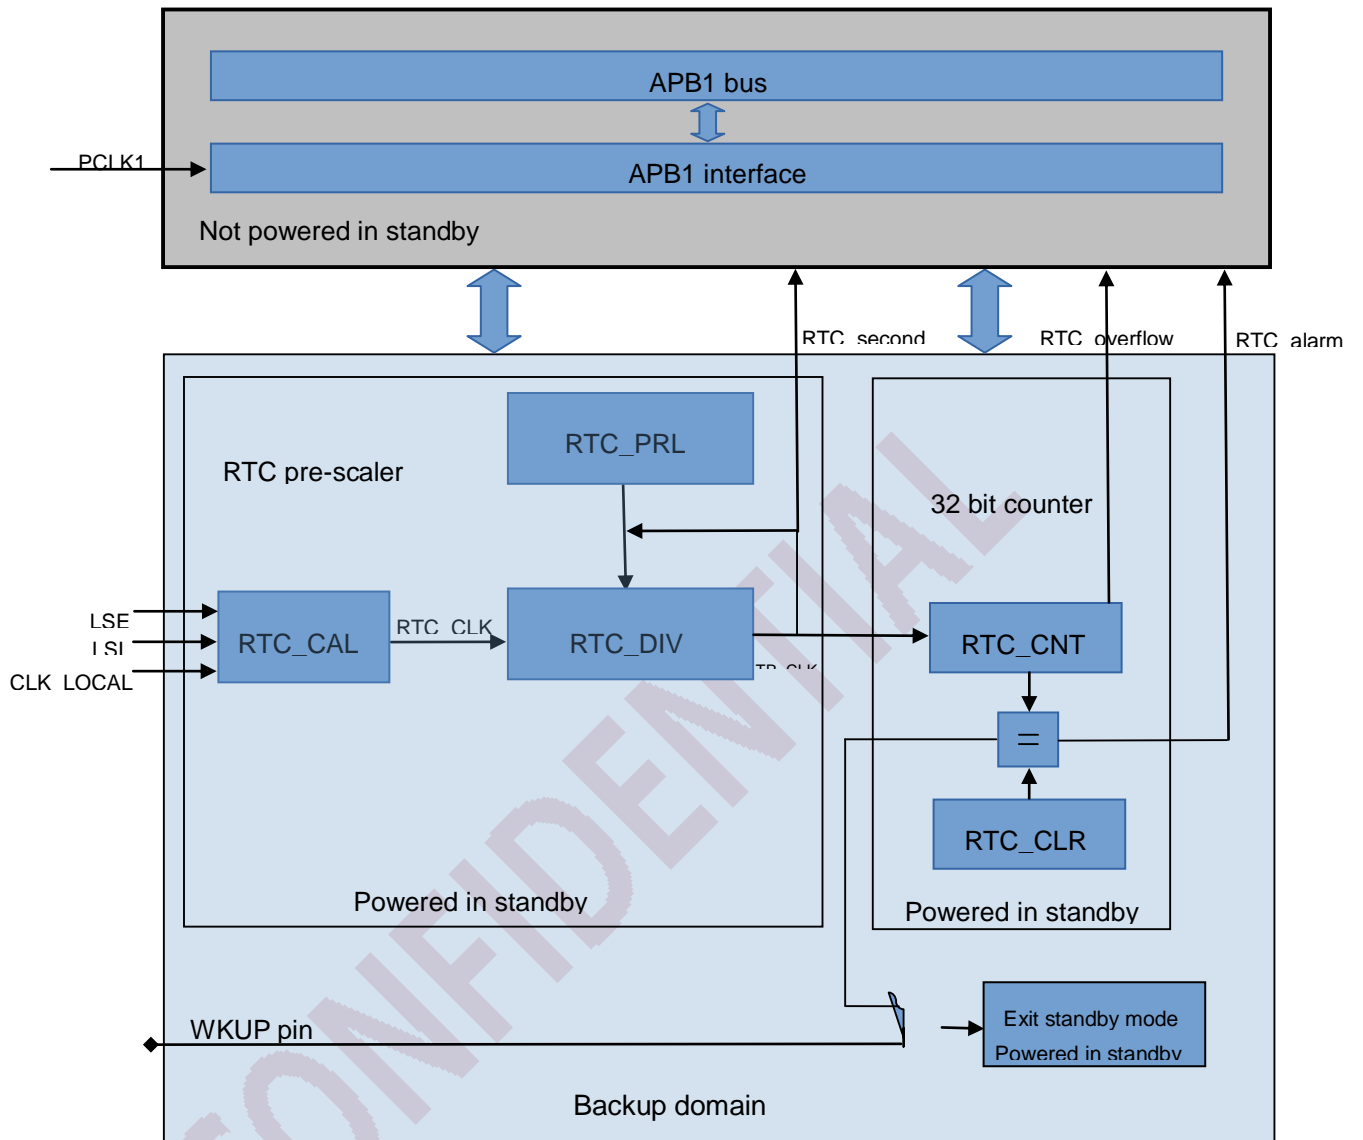 APB1 bus
PCLK1
APB1 interface
Not powered in standby
RTC_second
RTC_overflow
RTC_alarm
RTC_PRL
RTC pre-scaler
32 bit counter
LSE
LSI
CLK_LOCAL
RTC_CAL
RTC_CLK
RTC_DIV
TR_CLK
RTC_CNT
=
RTC_CLR
Powered in standby
Powered in standby
WKUP pin
Exit standby mode
Powered in standby
Backup domain
CONFIDENTIAL